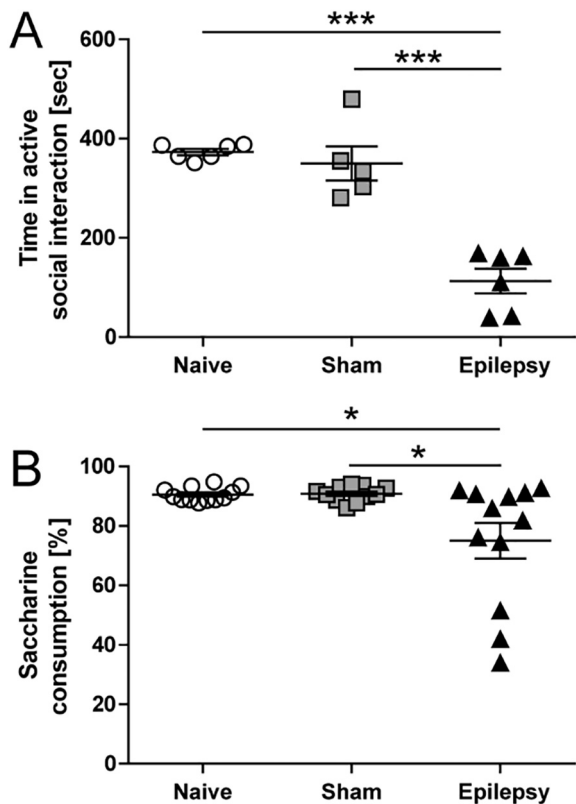 A
Time in active
social interaction [sec]
600
400
200
0
***
***
Naive Sham Epilepsy
B
Saccharine
consumption [%]
100
80
60
40
20
0
*
*
Naive Sham Epilepsy